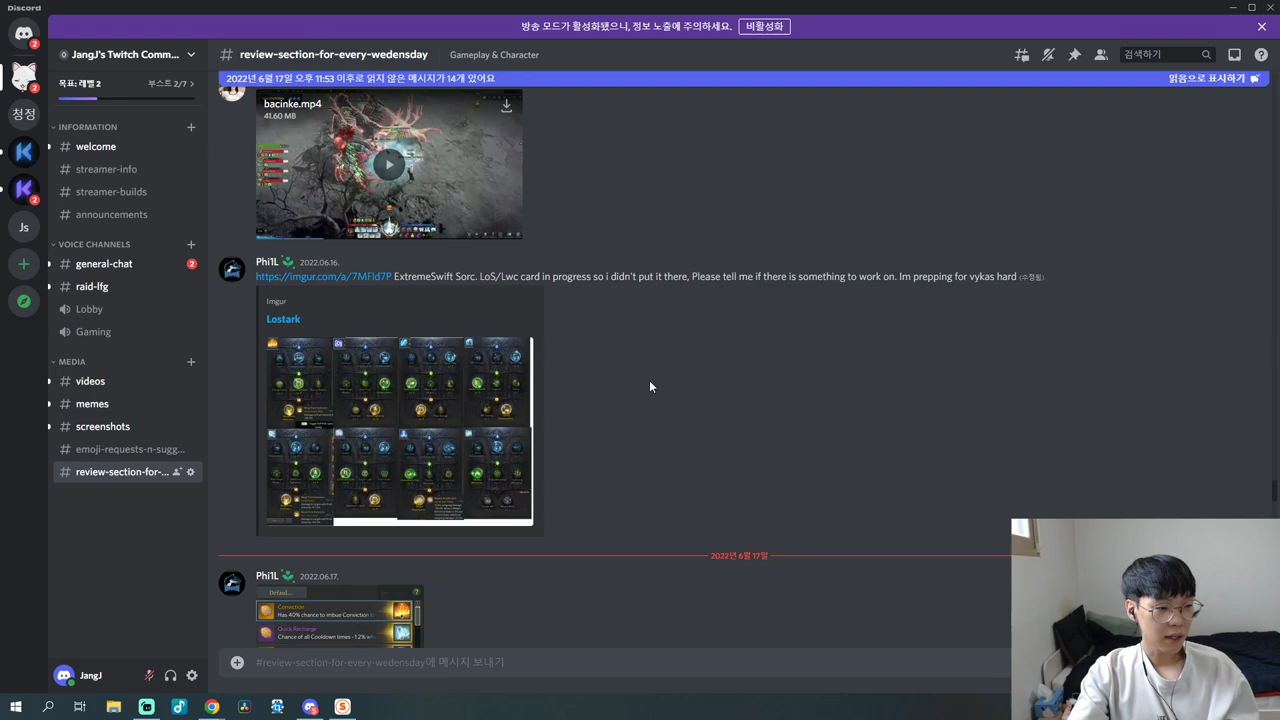 Discord
방송 모드가 활성화됐으니, 정보 노출에 주의하세요.
비활성화
JangJ's Twitch Comm...
review-section-for-every-wedensday
Gameplay & Character
검색하기
2022년 6월 17일 오후 11:53 이후로 읽지 않은 메시지가 14개 있어요
읽음으로 표시하기
목표: 레벨 2
부스트 2/7
청정
Js
2
2
2
INFORMATION
welcome
streamer-info
streamer-builds
announcements
VOICE CHANNELS
general-chat
2
raid-lfg
Lobby
Gaming
MEDIA
videos
memes
screenshots
emoji-requests-n-sugg...
review-section-for-...
bacinke.mp4
41.60 MB
Phi1L 2022.06.16.
https://imgur.com/a/7MFld7P ExtremeSwift Sorc. LoS/Lwc card in progress so i didn't put it there, Please tell me if there is something to work on. Im prepping for vykas hard (수정됨)
Imgur
Lostark
2022년 6월 17일
Phi1L 2022.06.17.
Defaul...
Conviction
Has 40% chance to imbue Conviction
Quick Recharge
Chance of all Cooldown times -12%
#review-section-for-every-wedensday에 메시지 보내기
JangJ